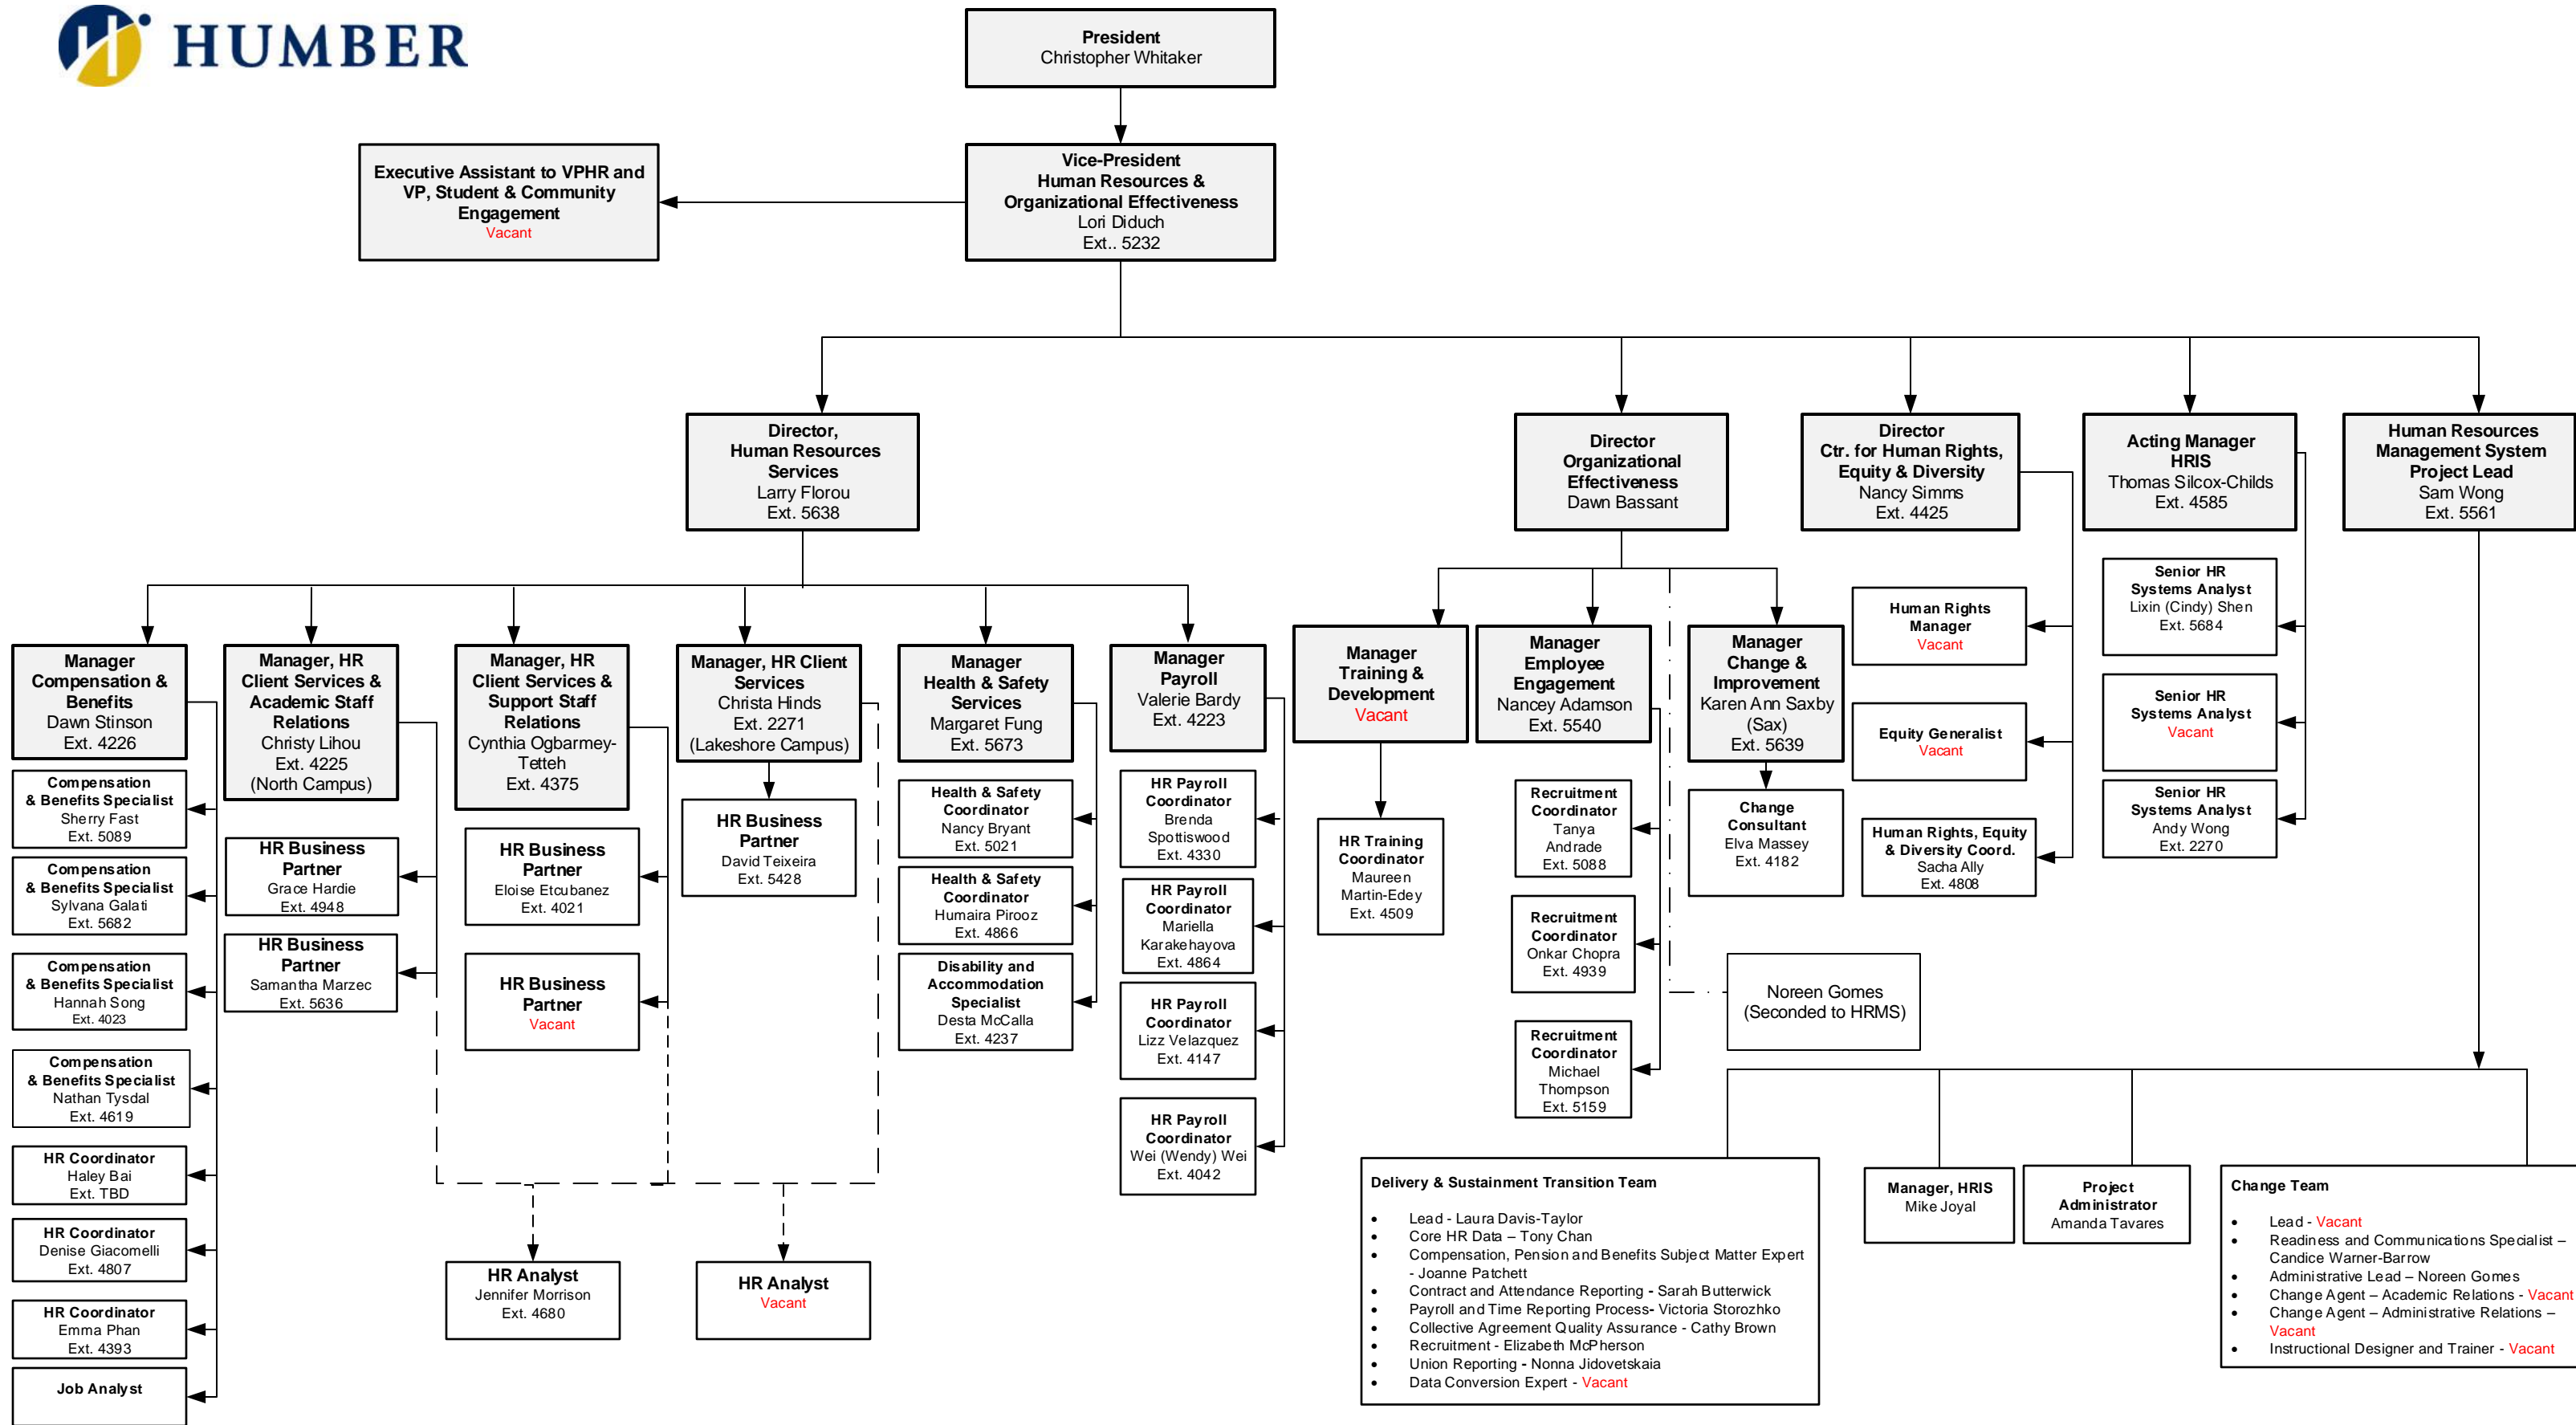 HUMBER
President
Christopher Whitaker
Executive Assistant to VPHR and
VP, Student & Community
Engagement
Vacant
Vice-President
Human Resources &
Organizational Effectiveness
Lori Diduch
Ext.. 5232
Director,
Human Resources
Services
Larry Florou
Ext. 5638
Director
Organizational
Effectiveness
Dawn Bassant
Director
Ctr. for Human Rights,
Equity & Diversity
Nancy Simms
Ext. 4425
Acting Manager
HRIS
Thomas Silcox-Childs
Ext. 4585
Human Resources
Management System
Project Lead
Sam Wong
Ext. 5561
Manager
Compensation &
Benefits
Dawn Stinson
Ext. 4226
Compensation
& Benefits Specialist
Sherry Fast
Ext. 5089
Compensation
& Benefits Specialist
Sylvana Galati
Ext. 5682
Compensation
& Benefits Specialist
Hannah Song
Ext. 4023
Compensation
& Benefits Specialist
Nathan Tysdal
Ext. 4619
HR Coordinator
Haley Bai
Ext. TBD
HR Coordinator
Denise Giacomelli
Ext. 4807
HR Coordinator
Emma Phan
Ext. 4393
Job Analyst
Manager, HR
Client Services &
Academic Staff
Relations
Christy Lihou
Ext. 4225
(North Campus)
HR Business
Partner
Grace Hardie
Ext. 4948
HR Business
Partner
Samantha Marzec
Ext. 5636
Manager, HR
Client Services &
Support Staff
Relations
Cynthia Ogbarmey-
Tetteh
Ext. 4375
HR Business
Partner
Eloise Etcubanez
Ext. 4021
HR Business
Partner
Vacant
Manager, HR Client
Services
Christa Hinds
Ext. 2271
(Lakeshore Campus)
HR Business
Partner
David Teixeira
Ext. 5428
HR Analyst
Jennifer Morrison
Ext. 4680
HR Analyst
Vacant
Manager
Health & Safety
Services
Margaret Fung
Ext. 5673
Health & Safety
Coordinator
Nancy Bryant
Ext. 5021
Health & Safety
Coordinator
Humaira Pirooz
Ext. 4866
Disability and
Accommodation
Specialist
Desta McCalla
Ext. 4237
Manager
Payroll
Valerie Bardy
Ext. 4223
HR Payroll
Coordinator
Brenda
Spottiswood
Ext. 4330
HR Payroll
Coordinator
Mariella
Karakehayova
Ext. 4864
HR Payroll
Coordinator
Lizz Velazquez
Ext. 4147
HR Payroll
Coordinator
Wei (Wendy) Wei
Ext. 4042
Manager
Training &
Development
Vacant
HR Training
Coordinator
Maureen
Martin-Edey
Ext. 4509
Manager
Employee
Engagement
Nancey Adamson
Ext. 5540
Recruitment
Coordinator
Tanya
Andrade
Ext. 5088
Recruitment
Coordinator
Onkar Chopra
Ext. 4939
Recruitment
Coordinator
Michael
Thompson
Ext. 5159
Manager
Change &
Improvement
Karen Ann Saxby
(Sax)
Ext. 5639
Change
Consultant
Elva Massey
Ext. 4182
Noreen Gomes
(Seconded to HRMS)
Human Rights
Manager
Vacant
Equity Generalist
Vacant
Human Rights, Equity
& Diversity Coord.
Sacha Ally
Ext. 4808
Senior HR
Systems Analyst
Lixin (Cindy) Shen
Ext. 5684
Senior HR
Systems Analyst
Vacant
Senior HR
Systems Analyst
Andy Wong
Ext. 2270
Delivery & Sustainment Transition Team
• Lead - Laura Davis-Taylor
• Core HR Data – Tony Chan
• Compensation, Pension and Benefits Subject Matter Expert
- Joanne Patchett
• Contract and Attendance Reporting - Sarah Butterwick
• Payroll and Time Reporting Process- Victoria Storozhko
• Collective Agreement Quality Assurance - Cathy Brown
• Recruitment - Elizabeth McPherson
• Union Reporting - Nonna Jidovetskaia
• Data Conversion Expert - Vacant
Manager, HRIS
Mike Joyal
Project
Administrator
Amanda Tavares
Change Team
• Lead - Vacant
• Readiness and Communications Specialist –
Candice Warner-Barrow
• Administrative Lead – Noreen Gomes
• Change Agent – Academic Relations - Vacant
• Change Agent – Administrative Relations –
Vacant
• Instructional Designer and Trainer - Vacant